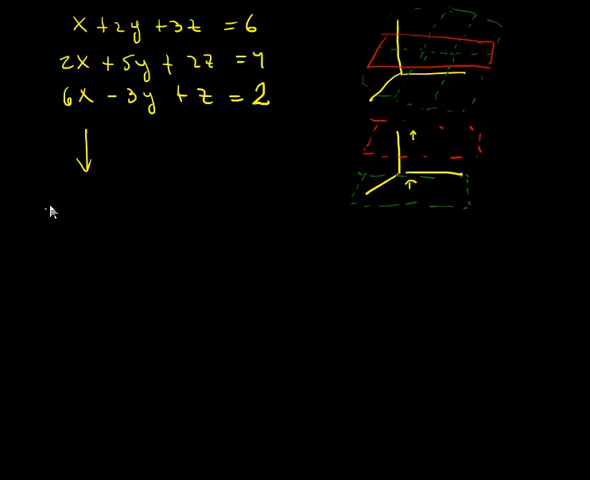 x + 2y + 3z = 6
2x + 5y + 2z = 4
6x - 3y + z = 2